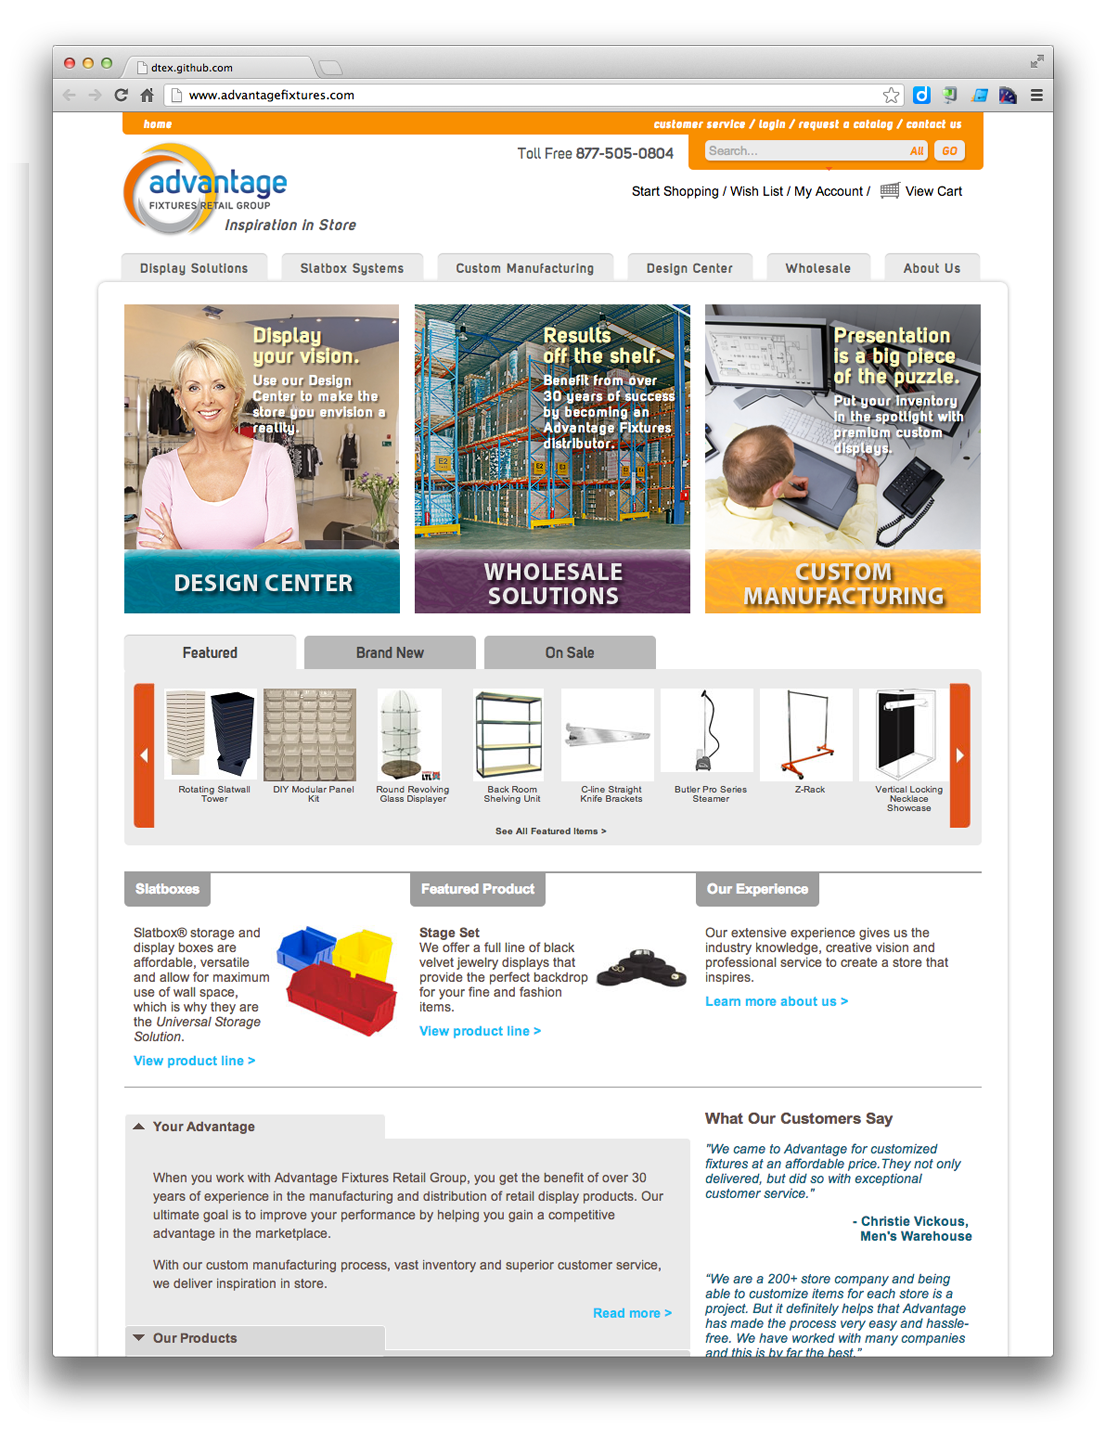 dtex.github.com
www.advantagefixtures.com
home
customer service / login / request a catalog / contact us
Toll Free 877-505-0804
Search...
All
GO
advantage
FIXTURES RETAIL GROUP
Inspiration in Store
Start Shopping / Wish List / My Account /
View Cart
Display Solutions
Slatbox Systems
Custom Manufacturing
Design Center
Wholesale
About Us
Display
your vision.
Use our Design
Center to make the
store you envision a
reality.
DESIGN CENTER
Results
off the shelf.
Benefit from over
30 years of success
by becoming an
Advantage Fixtures
distributor.
E2
E2
WHOLESALE
SOLUTIONS
Presentation
is a big piece
of the puzzle.
Put your inventory
in the spotlight with
premium custom
displays.
CUSTOM
MANUFACTURING
Featured
Brand New
On Sale
LTL
Rotating Slatwall
Tower
DIY Modular Panel
Kit
Round Revolving
Glass Displayer
Back Room
Shelving Unit
C-line Straight
Knife Brackets
Butler Pro Series
Steamer
Z-Rack
Vertical Locking
Necklace
Showcase
See All Featured Items >
Slatboxes
Slatbox® storage and
display boxes are
affordable, versatile
and allow for maximum
use of wall space,
which is why they are
the Universal Storage
Solution.
View product line >
Featured Product
Stage Set
We offer a full line of black
velvet jewelry displays that
provide the perfect backdrop
for your fine and fashion
items.
View product line >
Our Experience
Our extensive experience gives us the
industry knowledge, creative vision and
professional service to create a store that
inspires.
Learn more about us >
Your Advantage
When you work with Advantage Fixtures Retail Group, you get the benefit of over 30
years of experience in the manufacturing and distribution of retail display products. Our
ultimate goal is to improve your performance by helping you gain a competitive
advantage in the marketplace.
With our custom manufacturing process, vast inventory and superior customer service,
we deliver inspiration in store.
Read more >
Our Products
What Our Customers Say
"We came to Advantage for customized
fixtures at an affordable price.They not only
delivered, but did so with exceptional
customer service."
- Christie Vickous,
Men's Warehouse
"We are a 200+ store company and being
able to customize items for each store is a
project. But it definitely helps that Advantage
has made the process very easy and hassle-
free. We have worked with many companies
and this is by far the best."